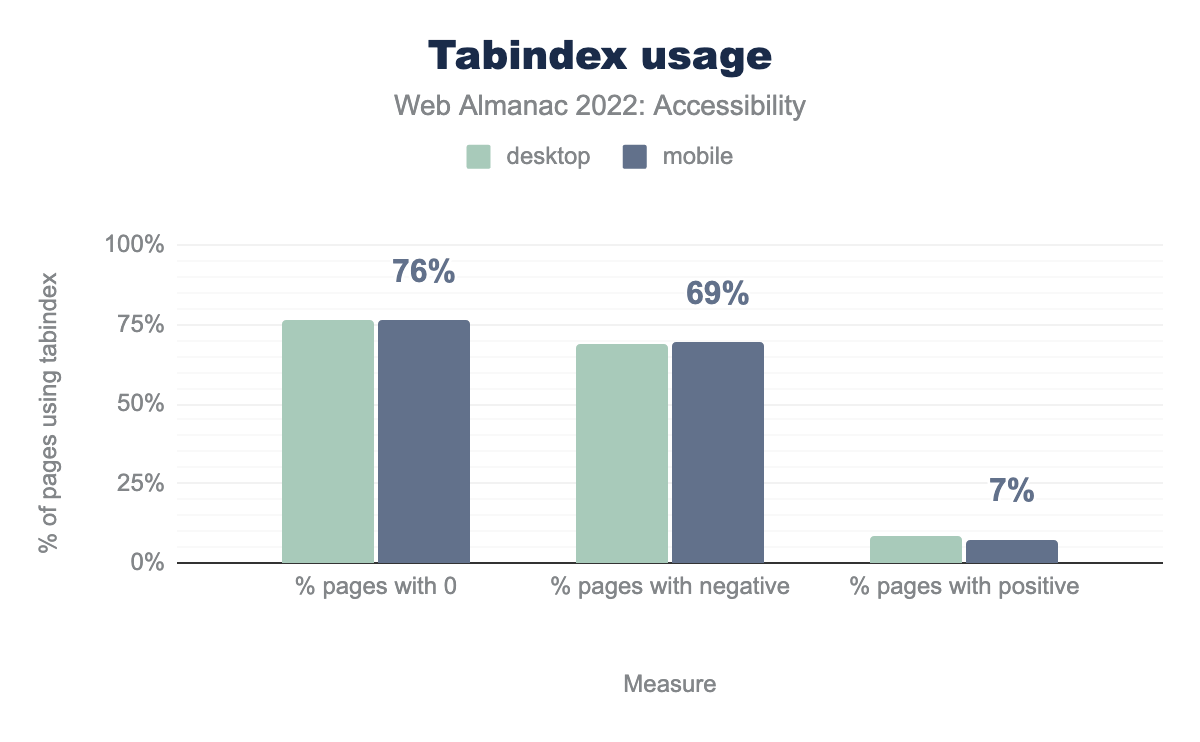 Tabindex usage
Web Almanac 2022: Accessibility
desktop mobile
% of pages using tabindex
100%
75%
50%
25%
0%
76%
69%
7%
% pages with 0 % pages with negative % pages with positive
Measure